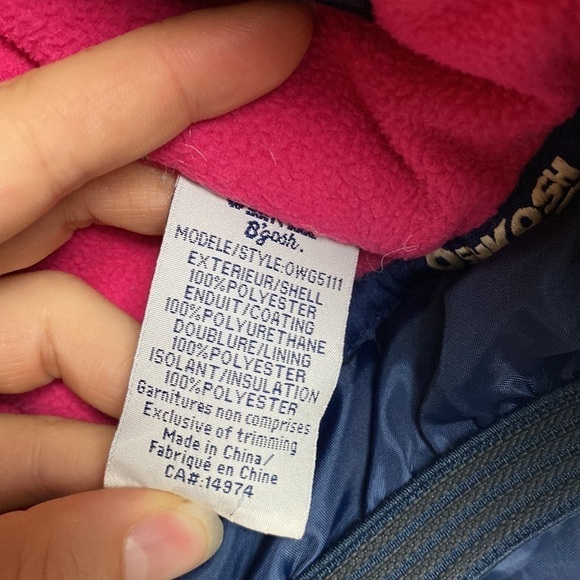 B'gosh.
MODELE/STYLE:OWG5111
EXTERIEUR/SHELL
100%POLYESTER
ENDUIT/COATING
100%POLYURETHANE
DOUBLURE/LINING
100%POLYESTER
ISOLANT/INSULATION
100%POLYESTER
Garnitures non comprises
Exclusive of trimming
Made in China/
Fabriqué en Chine
CA#:14974
OSHKOSH